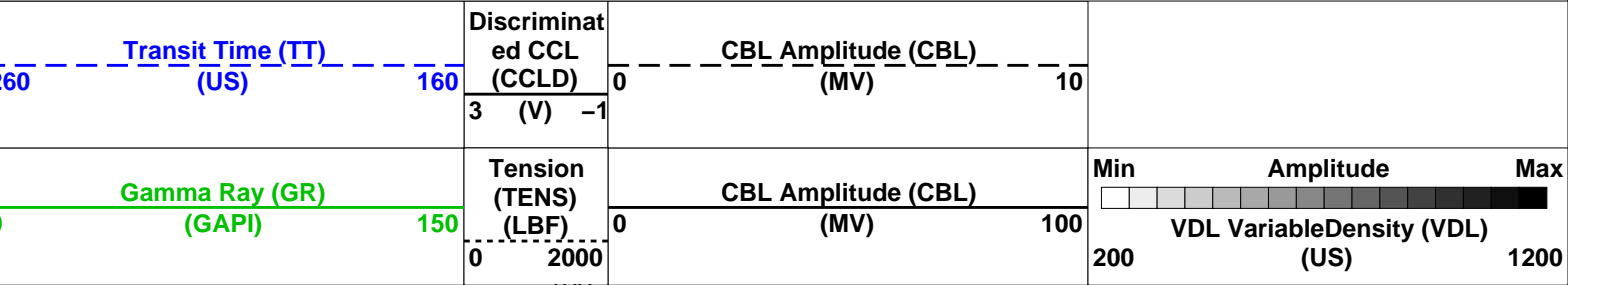 Transit Time (TT)
260 (US) 160
Discriminat
ed CCL
(CCLD)
3 (V) –1
CBL Amplitude (CBL)
0 (MV) 10
Gamma Ray (GR)
(GAPI) 150
Tension
(TENS)
(LBF)
0 2000
CBL Amplitude (CBL)
0 (MV) 100
Min Amplitude Max
VDL VariableDensity (VDL)
200 (US) 1200